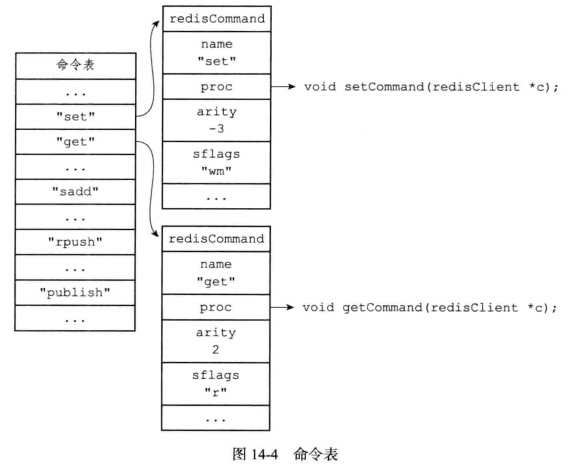 命令表
...
"set"
"get"
...
"sadd"
...
"rpush"
...
"publish"
...
redisCommand
name
"set"
proc
arity
-3
sflags
"wm"
...
void setCommand(redisClient *c);
redisCommand
name
"get"
proc
arity
2
sflags
"r"
...
void getCommand(redisClient *c);
图 14-4 命令表